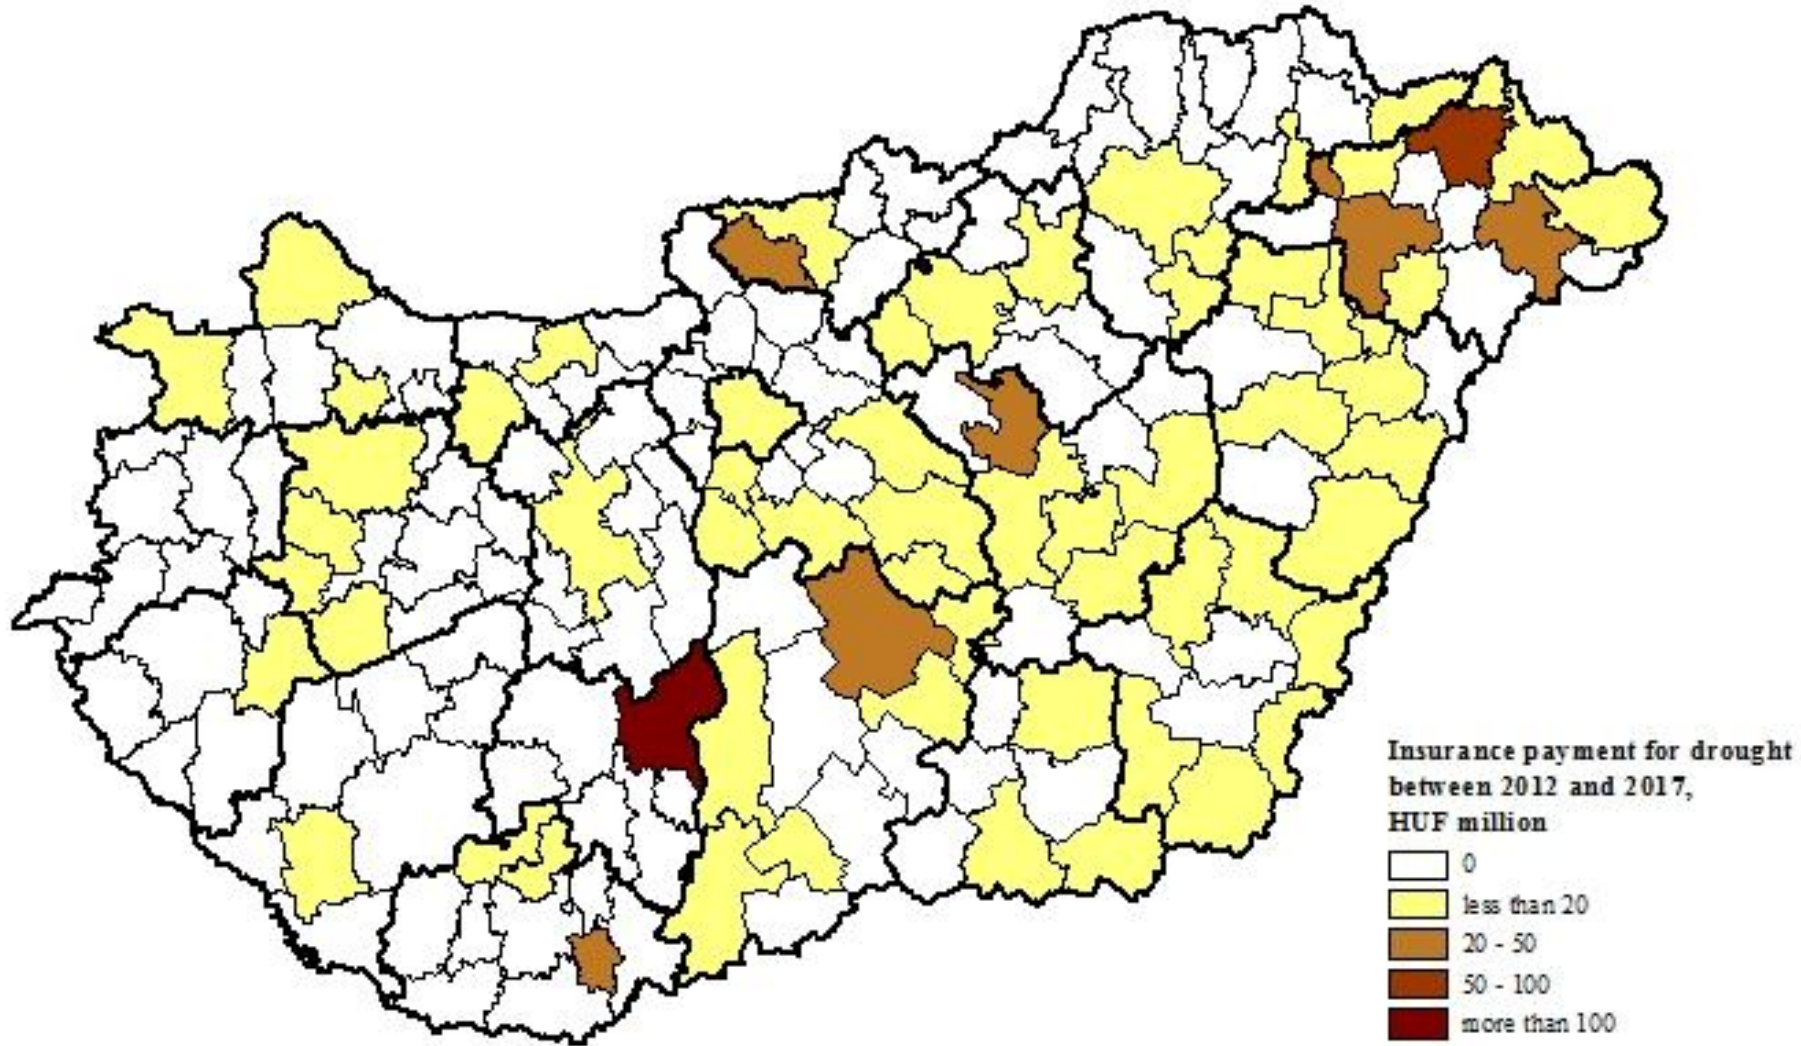 Insurance payment for drought
between 2012 and 2017,
HUF million
0
less than 20
20 - 50
50 - 100
more than 100